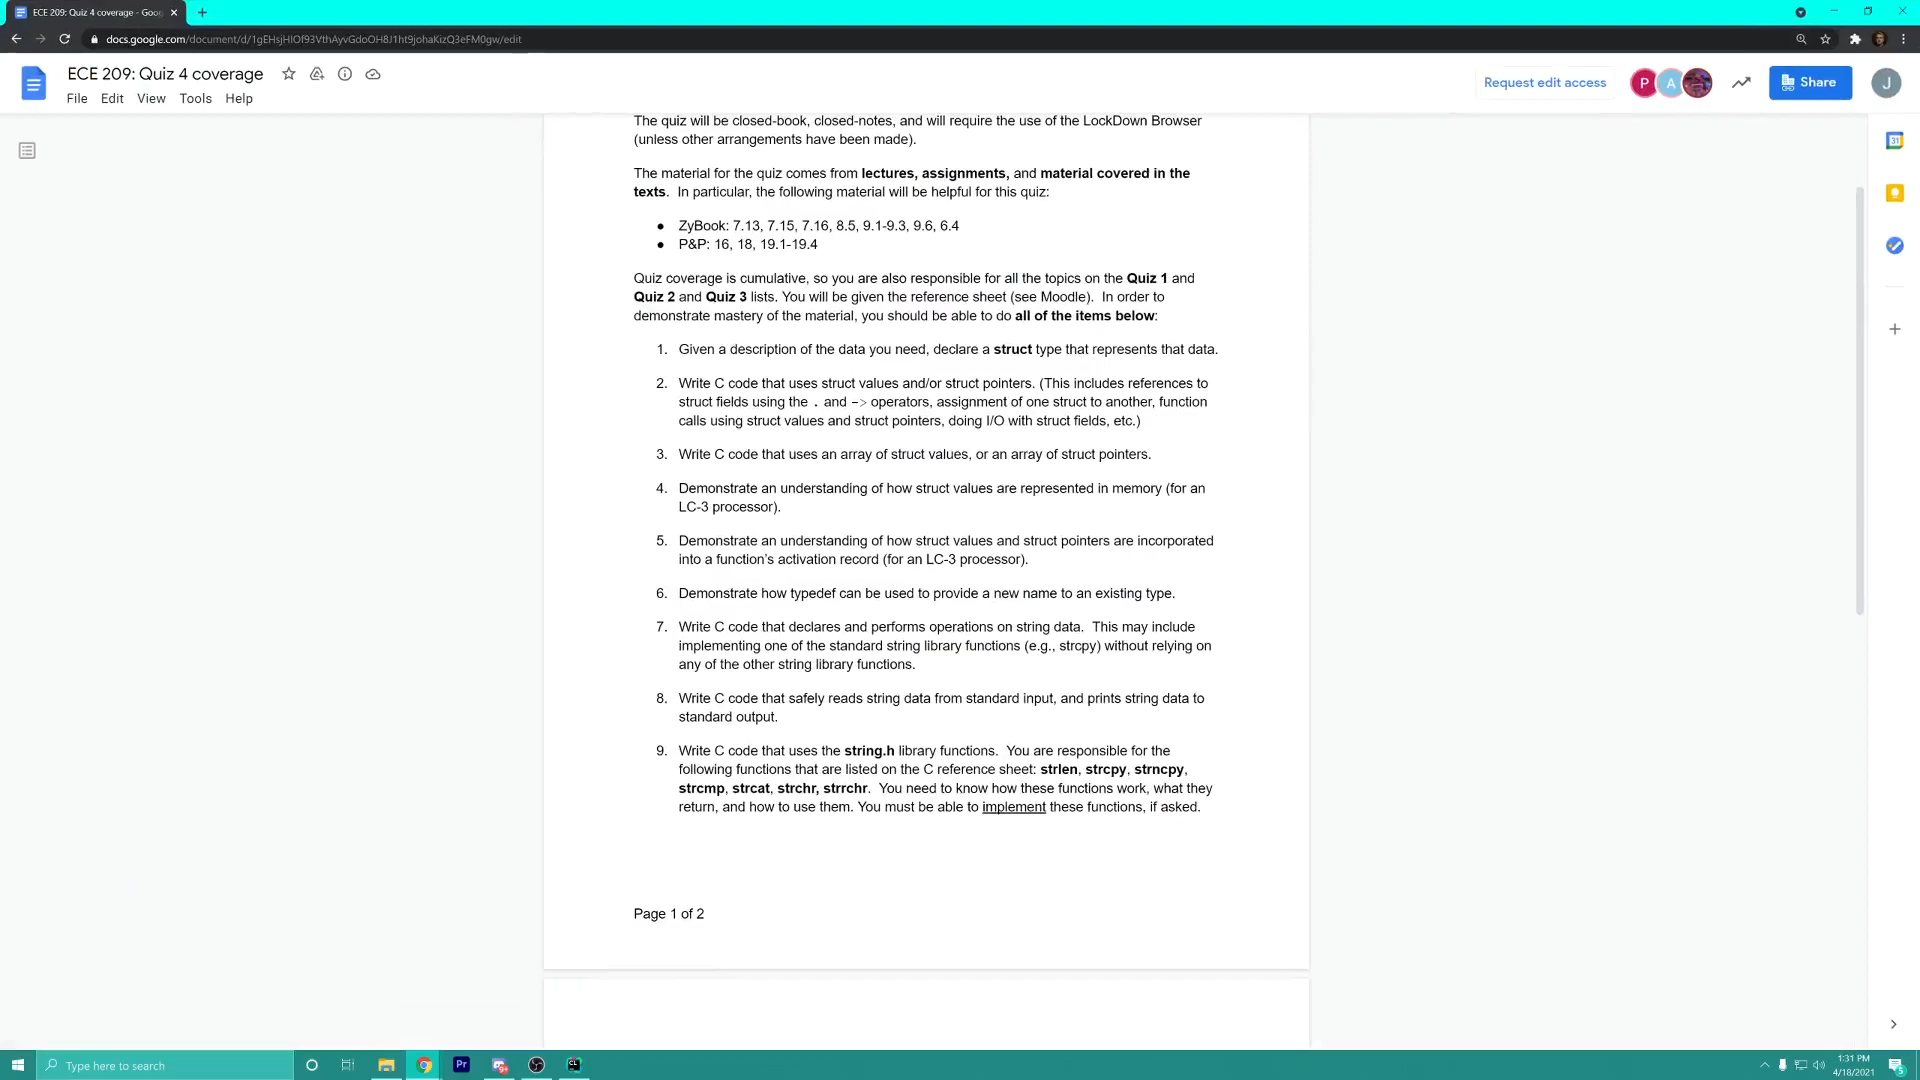 ECE 209: Quiz 4 coverage - Goo
docs.google.com/document/d/1gEHsjHIOf93VthAyvGdoOH8J1ht9johaKizQ3eFM0gw/edit
ECE 209: Quiz 4 coverage
File Edit View Tools Help
Request edit access
P
A
Share
J
31
The quiz will be closed-book, closed-notes, and will require the use of the LockDown Browser
(unless other arrangements have been made).
The material for the quiz comes from lectures, assignments, and material covered in the
texts. In particular, the following material will be helpful for this quiz:
● ZyBook: 7.13, 7.15, 7.16, 8.5, 9.1-9.3, 9.6, 6.4
● P&P: 16, 18, 19.1-19.4
Quiz coverage is cumulative, so you are also responsible for all the topics on the Quiz 1 and
Quiz 2 and Quiz 3 lists. You will be given the reference sheet (see Moodle). In order to
demonstrate mastery of the material, you should be able to do all of the items below:
1. Given a description of the data you need, declare a struct type that represents that data.
2. Write C code that uses struct values and/or struct pointers. (This includes references to
struct fields using the . and -> operators, assignment of one struct to another, function
calls using struct values and struct pointers, doing I/O with struct fields, etc.)
3. Write C code that uses an array of struct values, or an array of struct pointers.
4. Demonstrate an understanding of how struct values are represented in memory (for an
LC-3 processor).
5. Demonstrate an understanding of how struct values and struct pointers are incorporated
into a function's activation record (for an LC-3 processor).
6. Demonstrate how typedef can be used to provide a new name to an existing type.
7. Write C code that declares and performs operations on string data. This may include
implementing one of the standard string library functions (e.g., strcpy) without relying on
any of the other string library functions.
8. Write C code that safely reads string data from standard input, and prints string data to
standard output.
9. Write C code that uses the string.h library functions. You are responsible for the
following functions that are listed on the C reference sheet: strlen, strcpy, strncpy,
strcmp, strcat, strchr, strrchr. You need to know how these functions work, what they
return, and how to use them. You must be able to implement these functions, if asked.
Page 1 of 2
Type here to search
Pr
CL
1:31 PM
4/18/2021
5